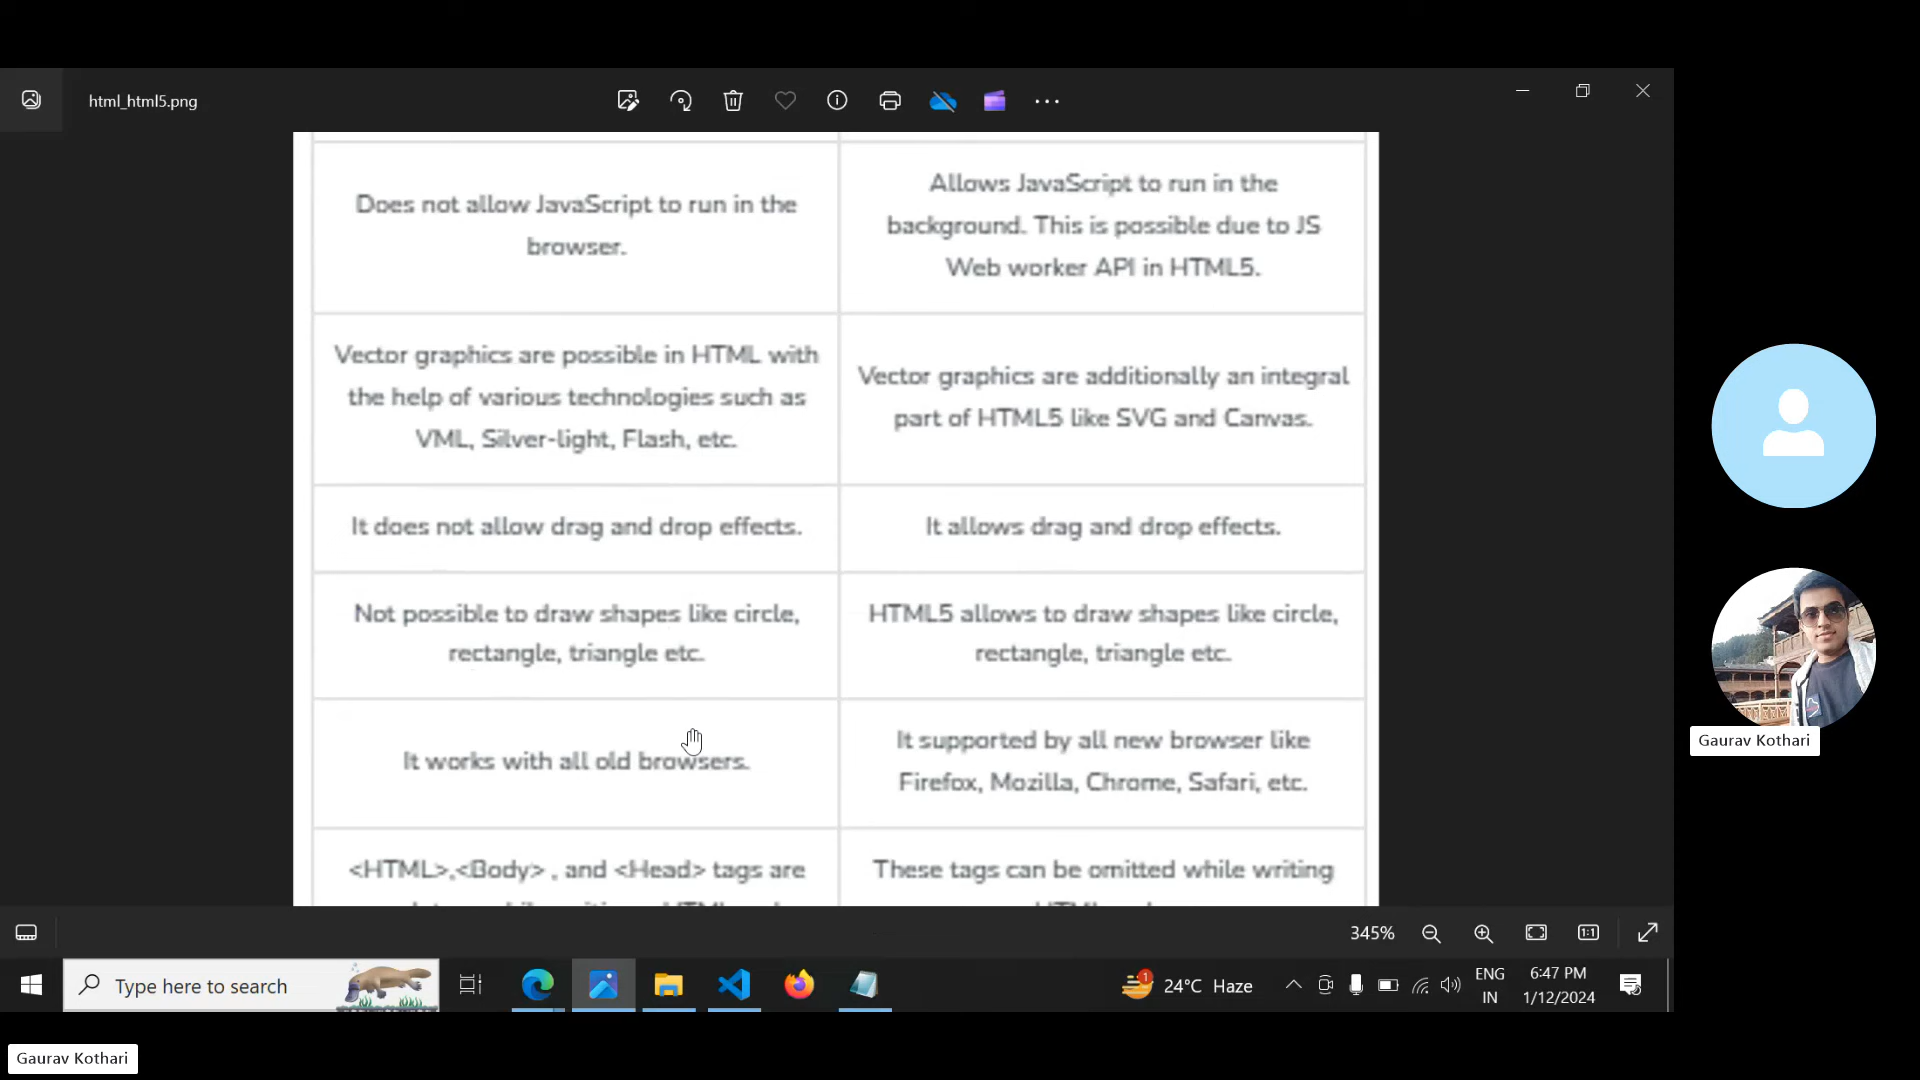 html_html5.png
Does not allow JavaScript to run in the
browser.
Allows JavaScript to run in the
background. This is possible due to JS
Web worker API in HTML5.
Vector graphics are possible in HTML with
the help of various technologies such as
VML, Silver-light, Flash, etc.
Vector graphics are additionally an integral
part of HTML5 like SVG and Canvas.
It does not allow drag and drop effects.
It allows drag and drop effects.
Not possible to draw shapes like circle,
rectangle, triangle etc.
HTML5 allows to draw shapes like circle,
rectangle, triangle etc.
It works with all old browsers.
It supported by all new browser like
Firefox, Mozilla, Chrome, Safari, etc.
<HTML>,<Body> , and <Head> tags are
These tags can be omitted while writing
345%
1:1
Type here to search
1
24°C Haze
ENG
IN
6:47 PM
1/12/2024
Gaurav Kothari
Gaurav Kothari